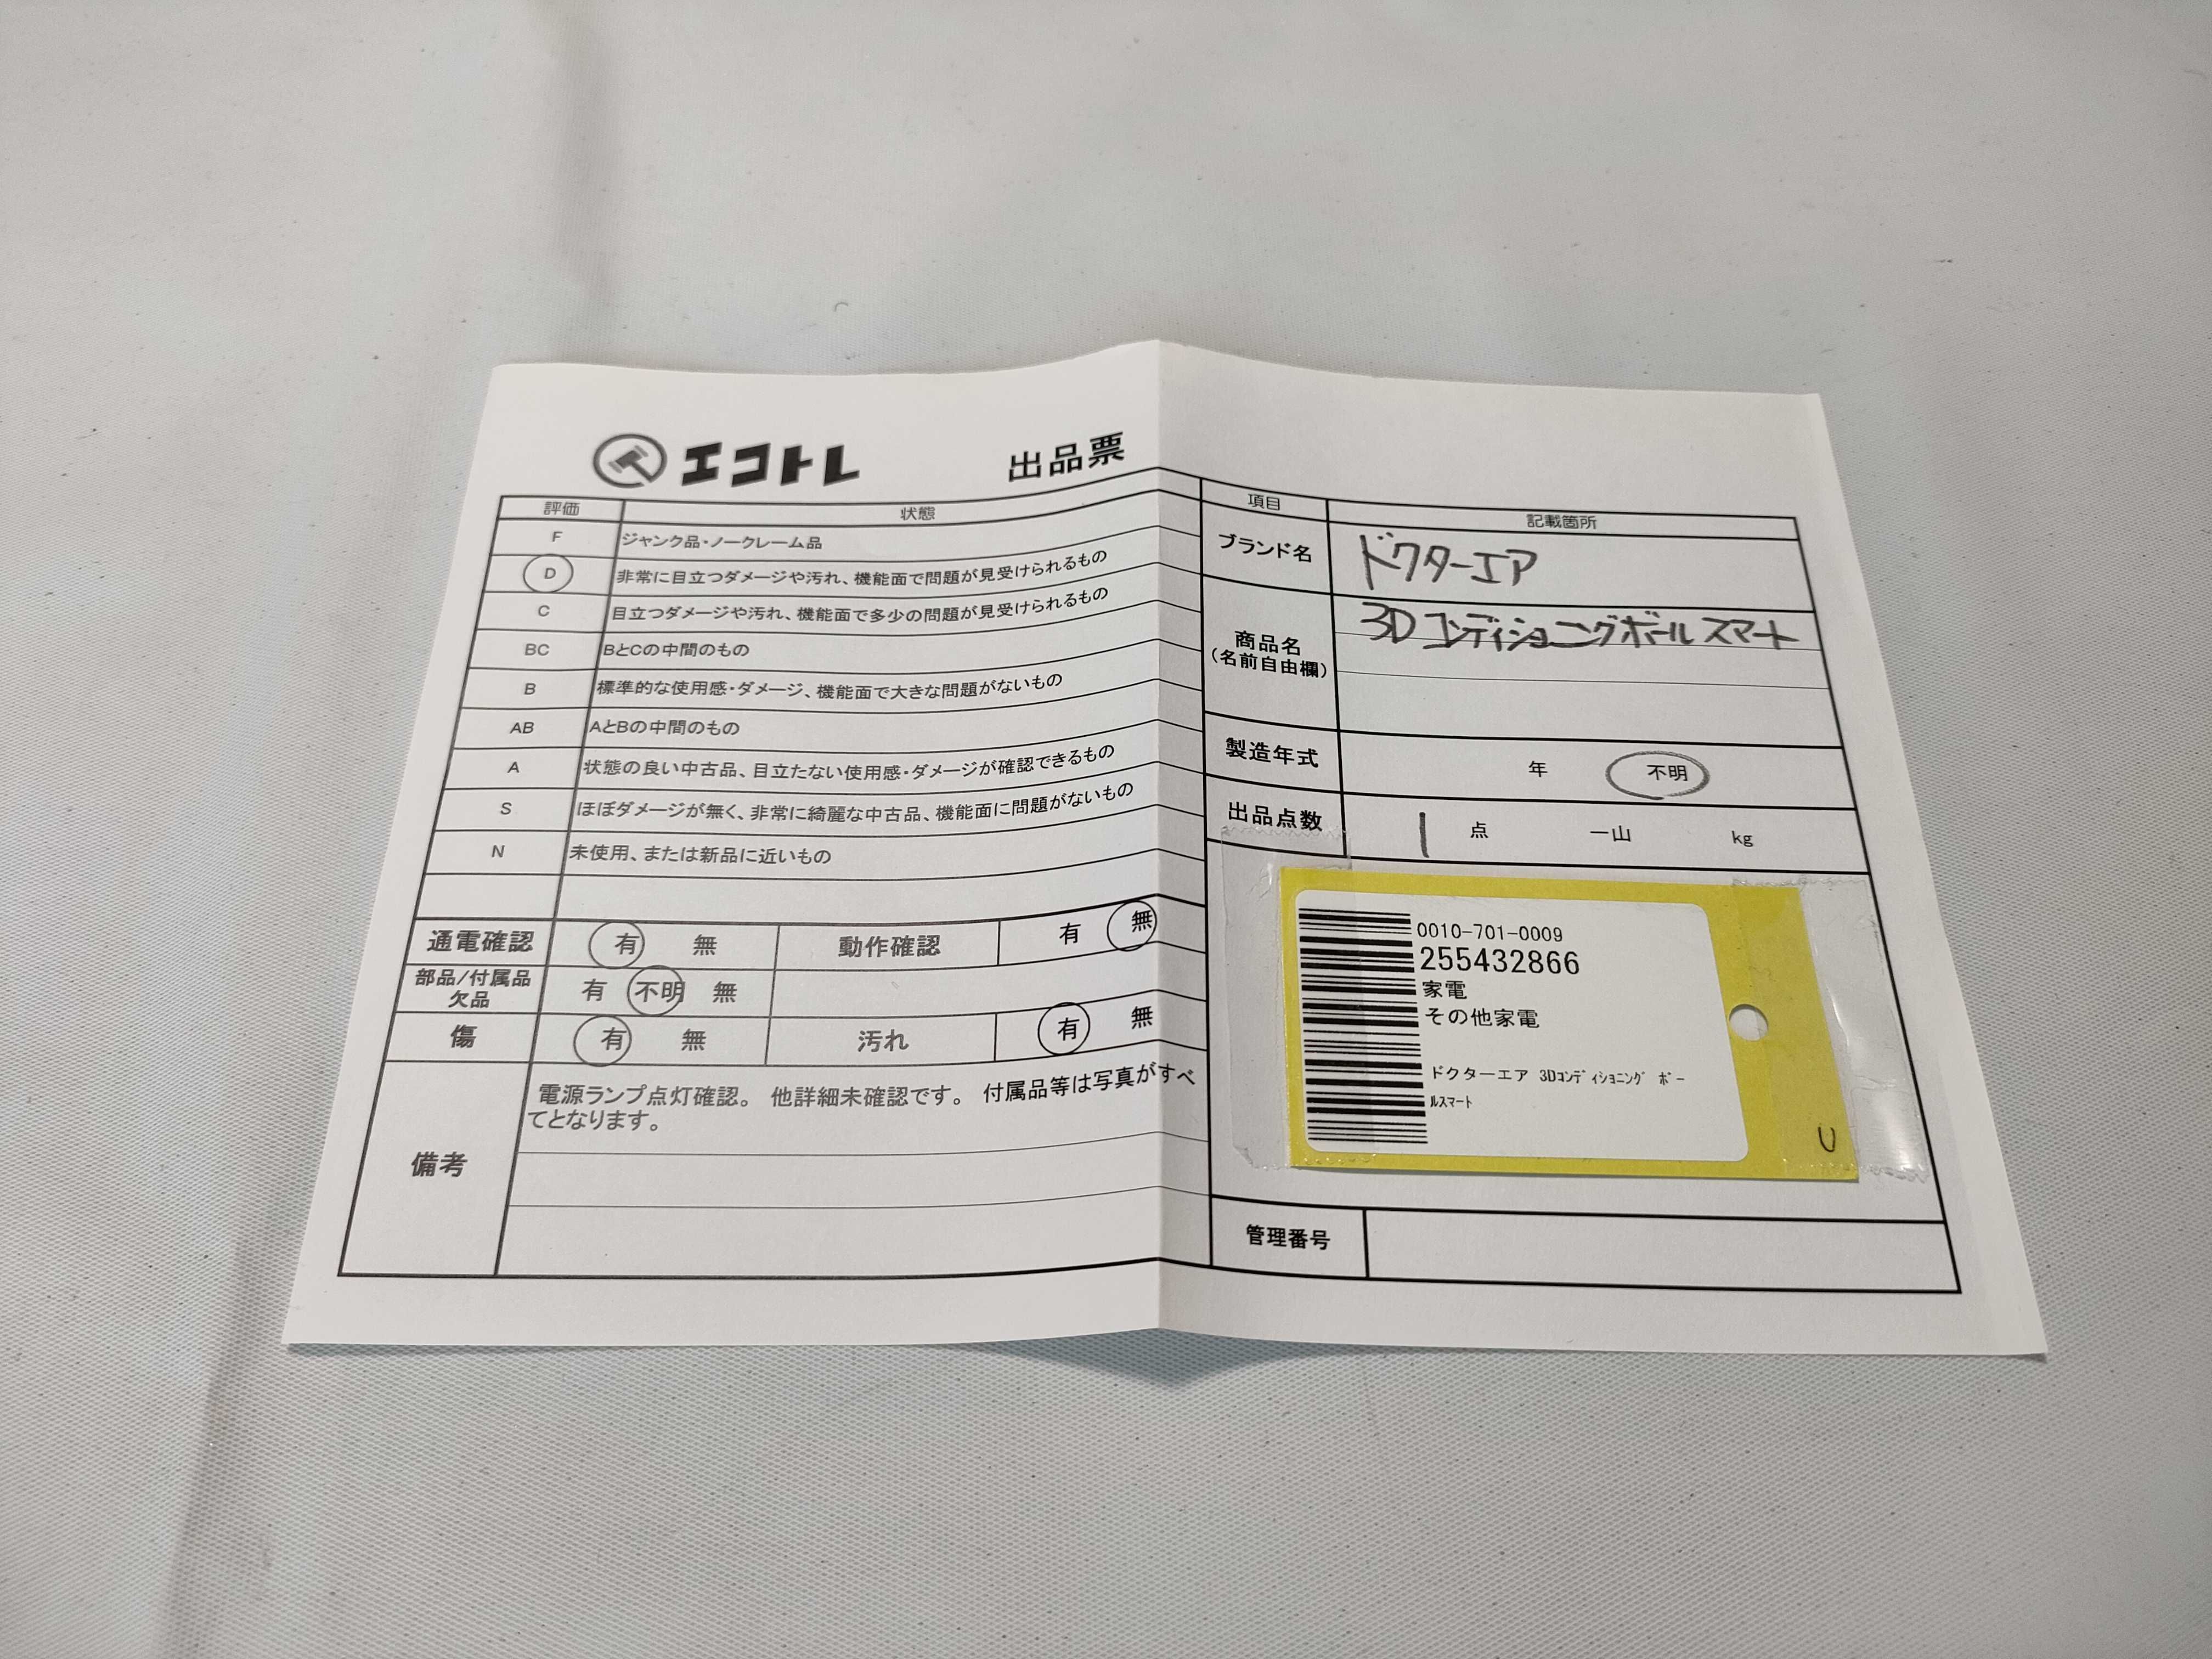 エコトレ 出品票
評価 状態
F ジャンク品・ノークレーム品
D 非常に目立つダメージや汚れ、機能面で問題が見受けられるもの
C 目立つダメージや汚れ、機能面で多少の問題が見受けられるもの
BC BとCの中間のもの
B 標準的な使用感・ダメージ、機能面で大きな問題がないもの
AB AとBの中間のもの
A 状態の良い中古品、目立たない使用感・ダメージが確認できるもの
S ほぼダメージが無く、非常に綺麗な中古品、機能面に問題がないもの
N 未使用、または新品に近いもの
通電確認 有 無 動作確認 有 無
部品/付属品
欠品 有 不明 無
傷 有 無 汚れ 有 無
備考 電源ランプ点灯確認。 他詳細未確認です。 付属品等は写真がすべ
てとなります。
項目 記載箇所
ブランド名 ドクターエア
商品名
(名前自由欄) 3Dコンディショニングボールスマート
製造年式 年 不明
出品点数 1 点 一山 kg
0010-701-0009
255432866
家電
その他家電
ドクターエア 3Dｺﾝﾃﾞｨｼｮﾆﾝｸﾞ ﾎﾞｰ
ﾙｽﾏｰﾄ
U
管理番号